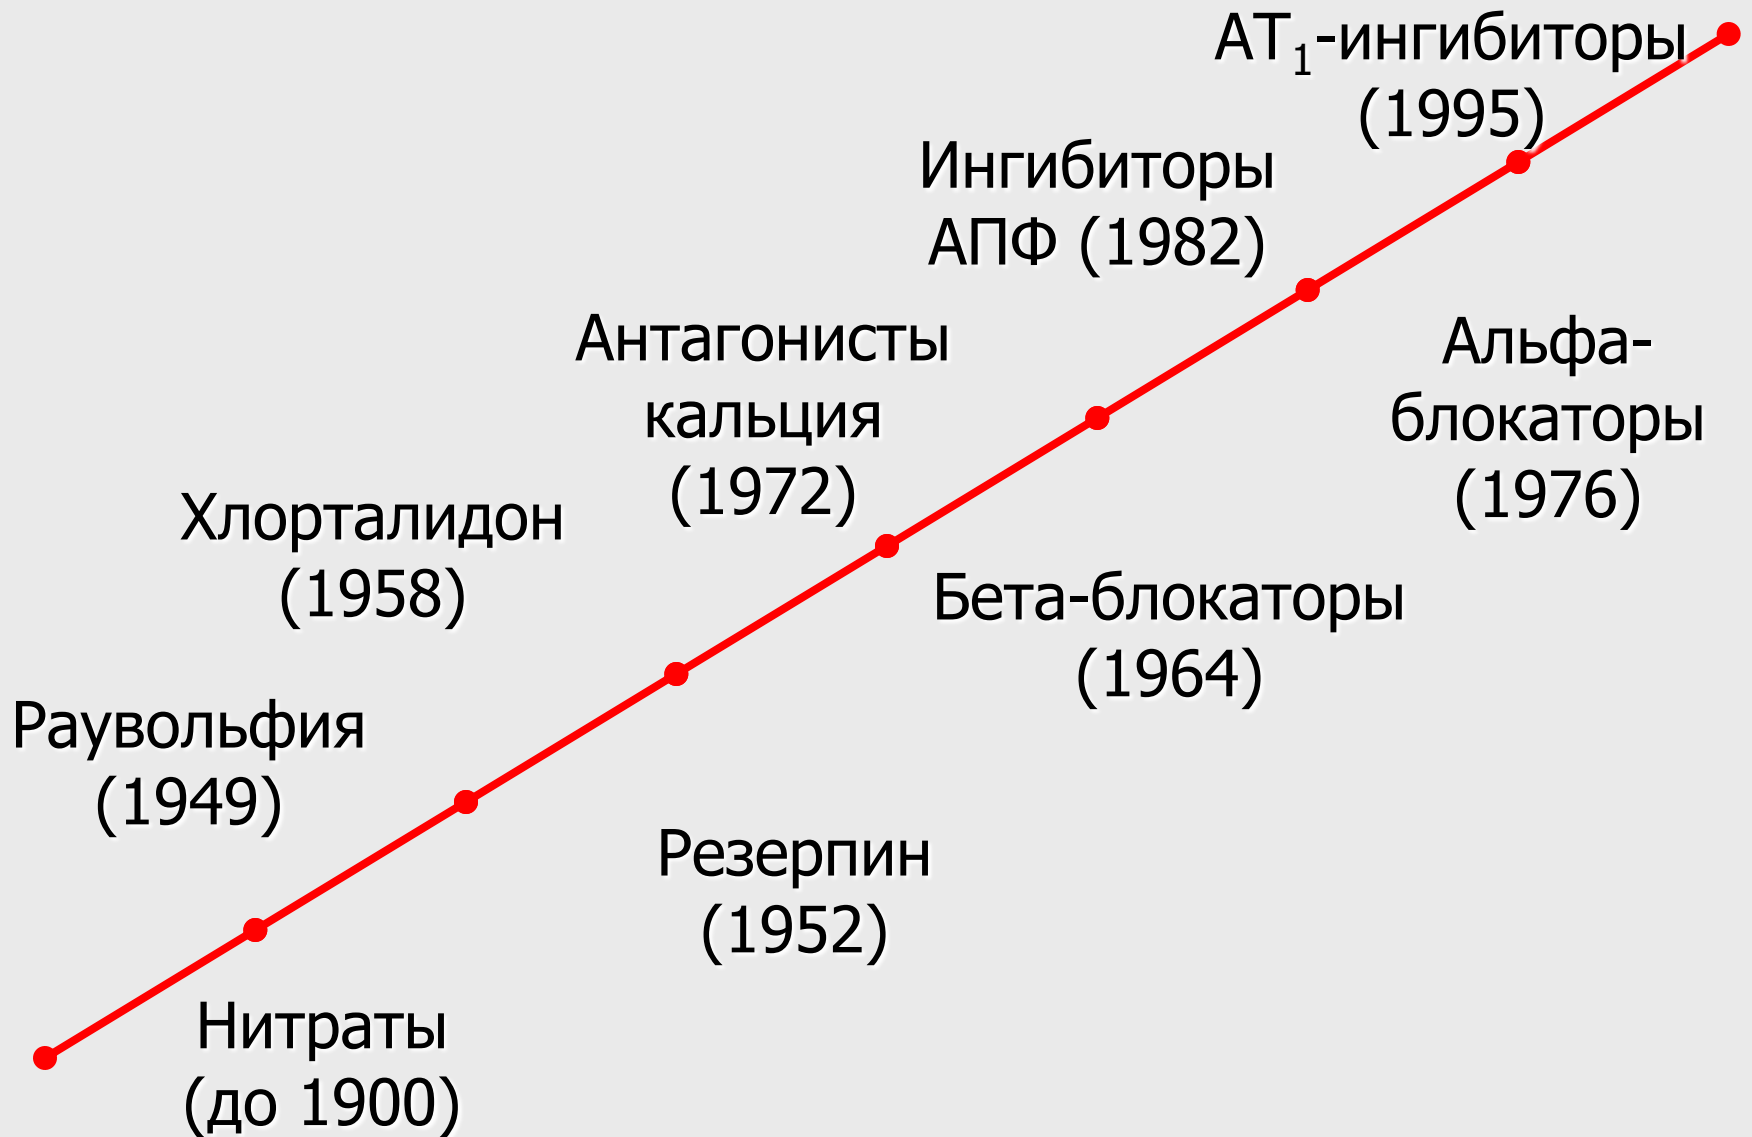 АТ₁-ингибиторы
(1995)
Ингибиторы
АПФ (1982)
Антагонисты
кальция
(1972)
Альфа-
блокаторы
(1976)
Хлорталидон
(1958)
Бета-блокаторы
(1964)
Раувольфия
(1949)
Резерпин
(1952)
Нитраты
(до 1900)